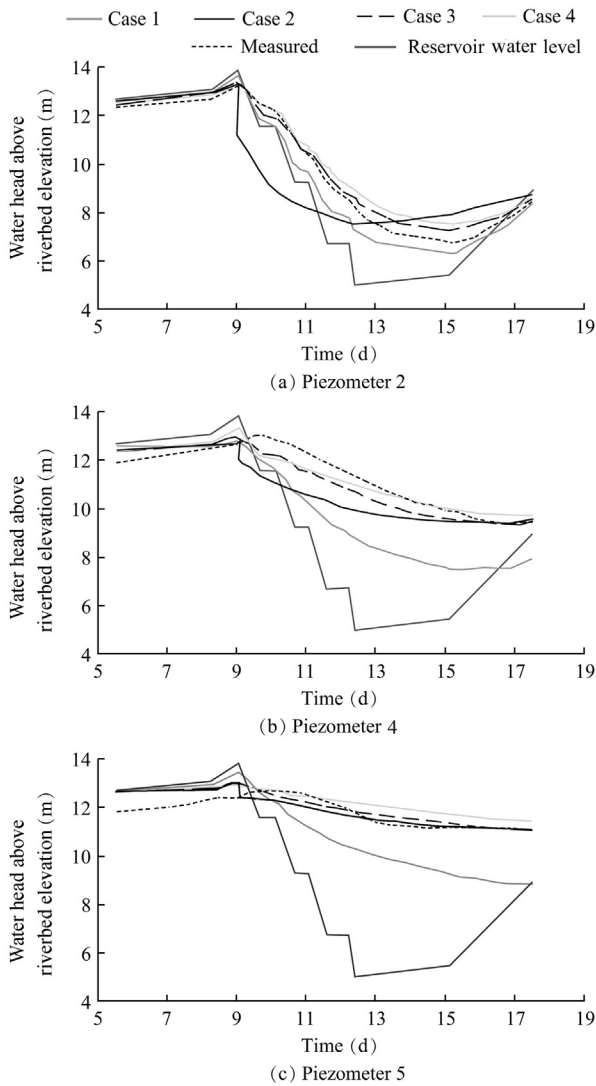 Case 1 Case 2 Case 3 Case 4
Measured Reservoir water level
14
12
10
8
6
4
Water head above
riverbed elevation (m)
5 7 9 11 13 15 17 19
Time (d)
(a) Piezometer 2
14
12
10
8
6
4
Water head above
riverbed elevation (m)
5 7 9 11 13 15 17 19
Time (d)
(b) Piezometer 4
14
12
10
8
6
4
Water head above
riverbed elevation (m)
5 7 9 11 13 15 17 19
Time (d)
(c) Piezometer 5